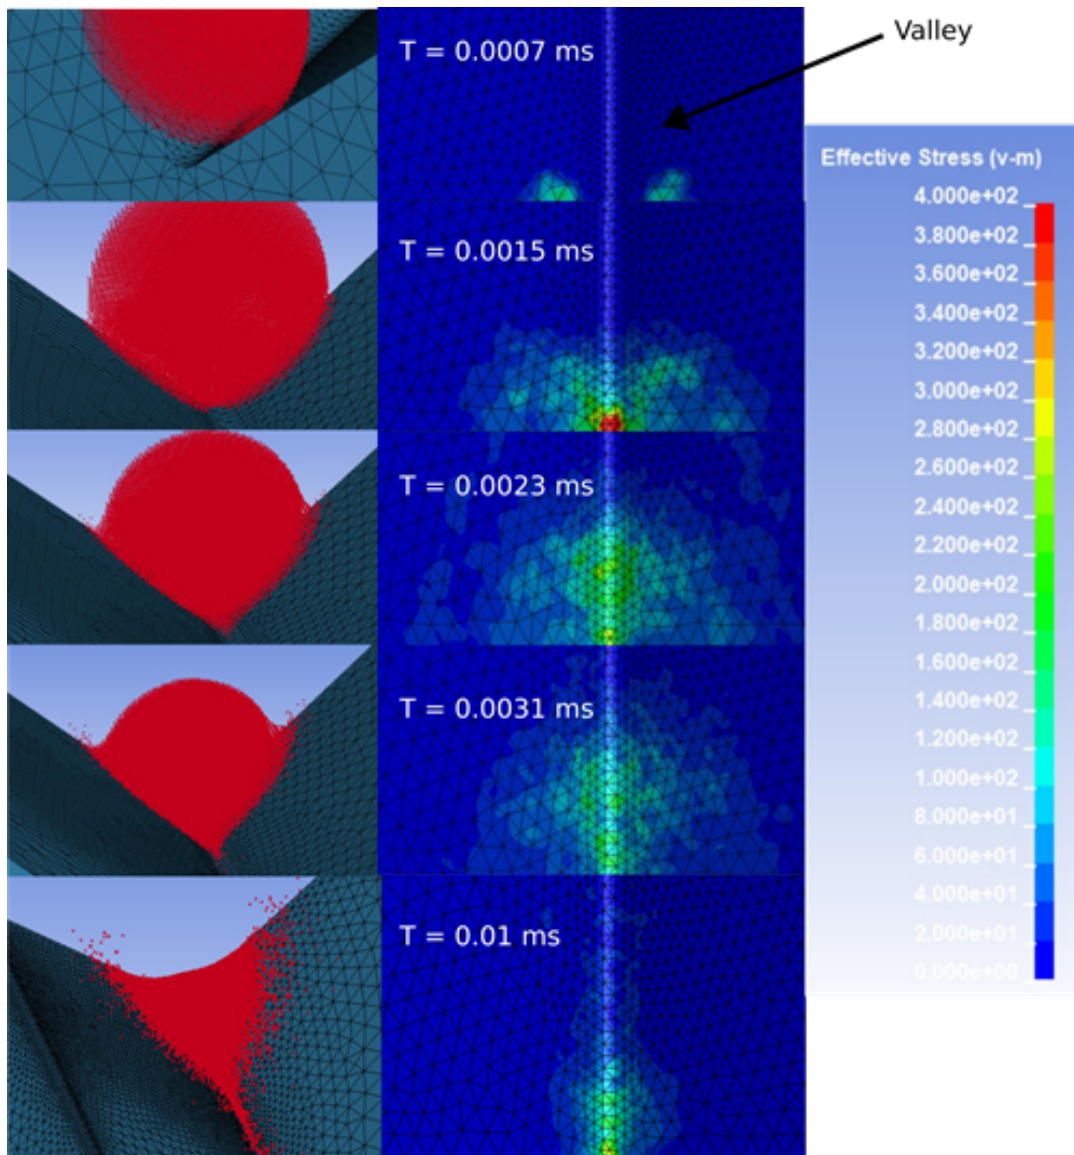 T = 0.0007 ms
Valley
Effective Stress (v-m)
4.000e+02
3.800e+02
3.600e+02
3.400e+02
3.200e+02
3.000e+02
2.800e+02
2.600e+02
2.400e+02
2.200e+02
2.000e+02
1.800e+02
1.600e+02
1.400e+02
1.200e+02
1.000e+02
8.000e+01
6.000e+01
4.000e+01
2.000e+01
0.000e+00
T = 0.0015 ms
T = 0.0023 ms
T = 0.0031 ms
T = 0.01 ms